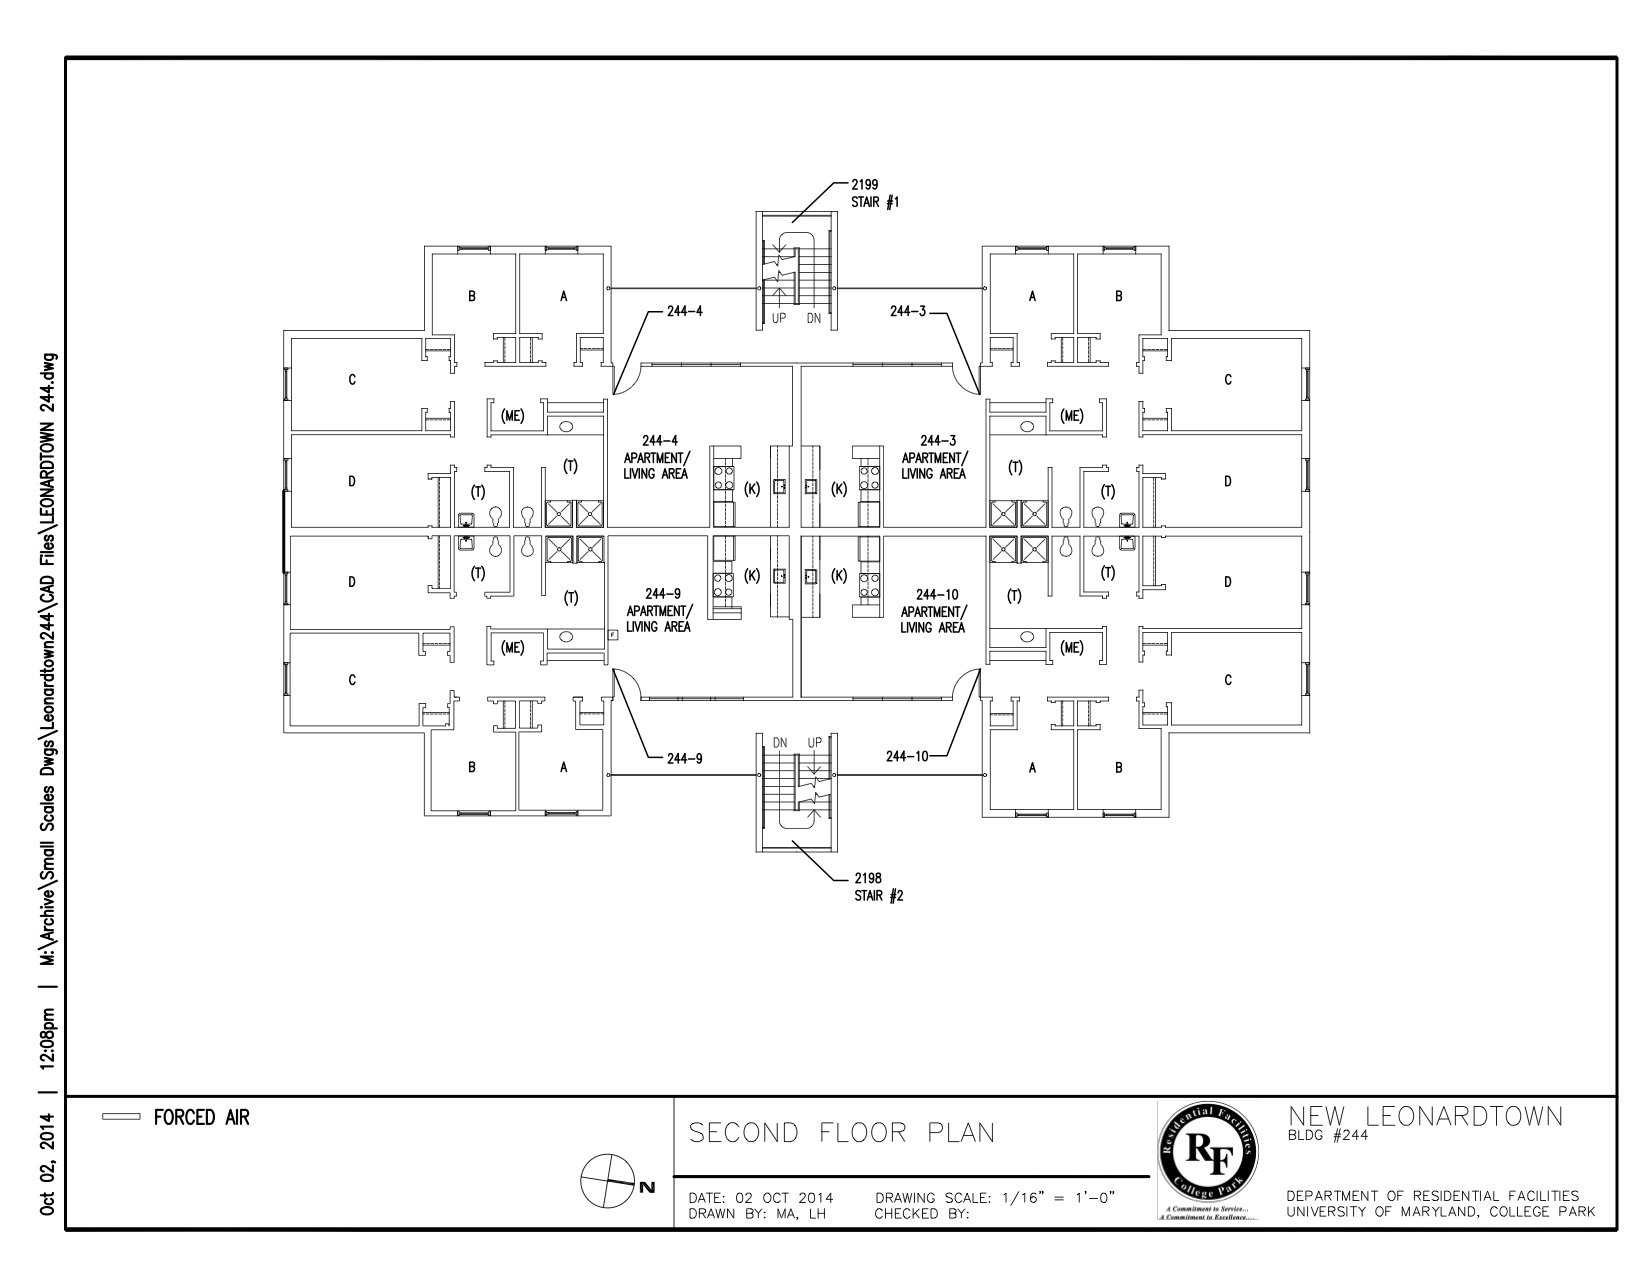 2199
STAIR #1
B
A
A
B
244-4
244-3
UP
DN
C
C
(ME)
(ME)
244-4
APARTMENT/
LIVING AREA
244-3
APARTMENT/
LIVING AREA
(T)
(T)
D
(T)
(K)
(K)
(T)
D
D
(T)
(K)
(K)
(T)
D
(T)
244-9
APARTMENT/
LIVING AREA
244-10
APARTMENT/
LIVING AREA
(T)
F
(ME)
(ME)
C
C
DN
UP
244-9
244-10
B
A
A
B
2198
STAIR #2
Oct 02, 2014 | 12:08pm | M:\Archive\Small Scales Dwgs\Leonardtown244\CAD Files\LEONARDTOWN 244.dwg
FORCED AIR
N
SECOND FLOOR PLAN
DATE: 02 OCT 2014
DRAWING SCALE: 1/16" = 1'-0"
DRAWN BY: MA, LH
CHECKED BY:
Residential Facilities
RF
College Park
A Commitment to Service...
A Commitment to Excellence.....
NEW LEONARDTOWN
BLDG #244
DEPARTMENT OF RESIDENTIAL FACILITIES
UNIVERSITY OF MARYLAND, COLLEGE PARK